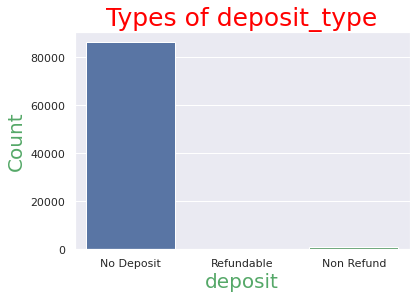 Types of deposit_type
Count
80000
60000
40000
20000
0
No Deposit Refundable Non Refund
deposit